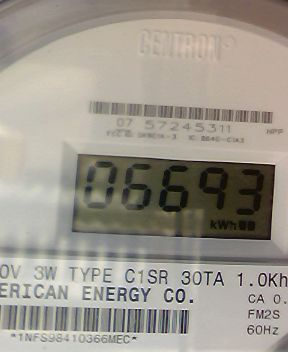 CENTRON®
07 57245311
06693
kWh
0V 3W TYPE C1SR 30TA 1.0Kh
ERICAN ENERGY CO.
CA 0.
FM2S
60Hz
*1NFS98410366MEC*